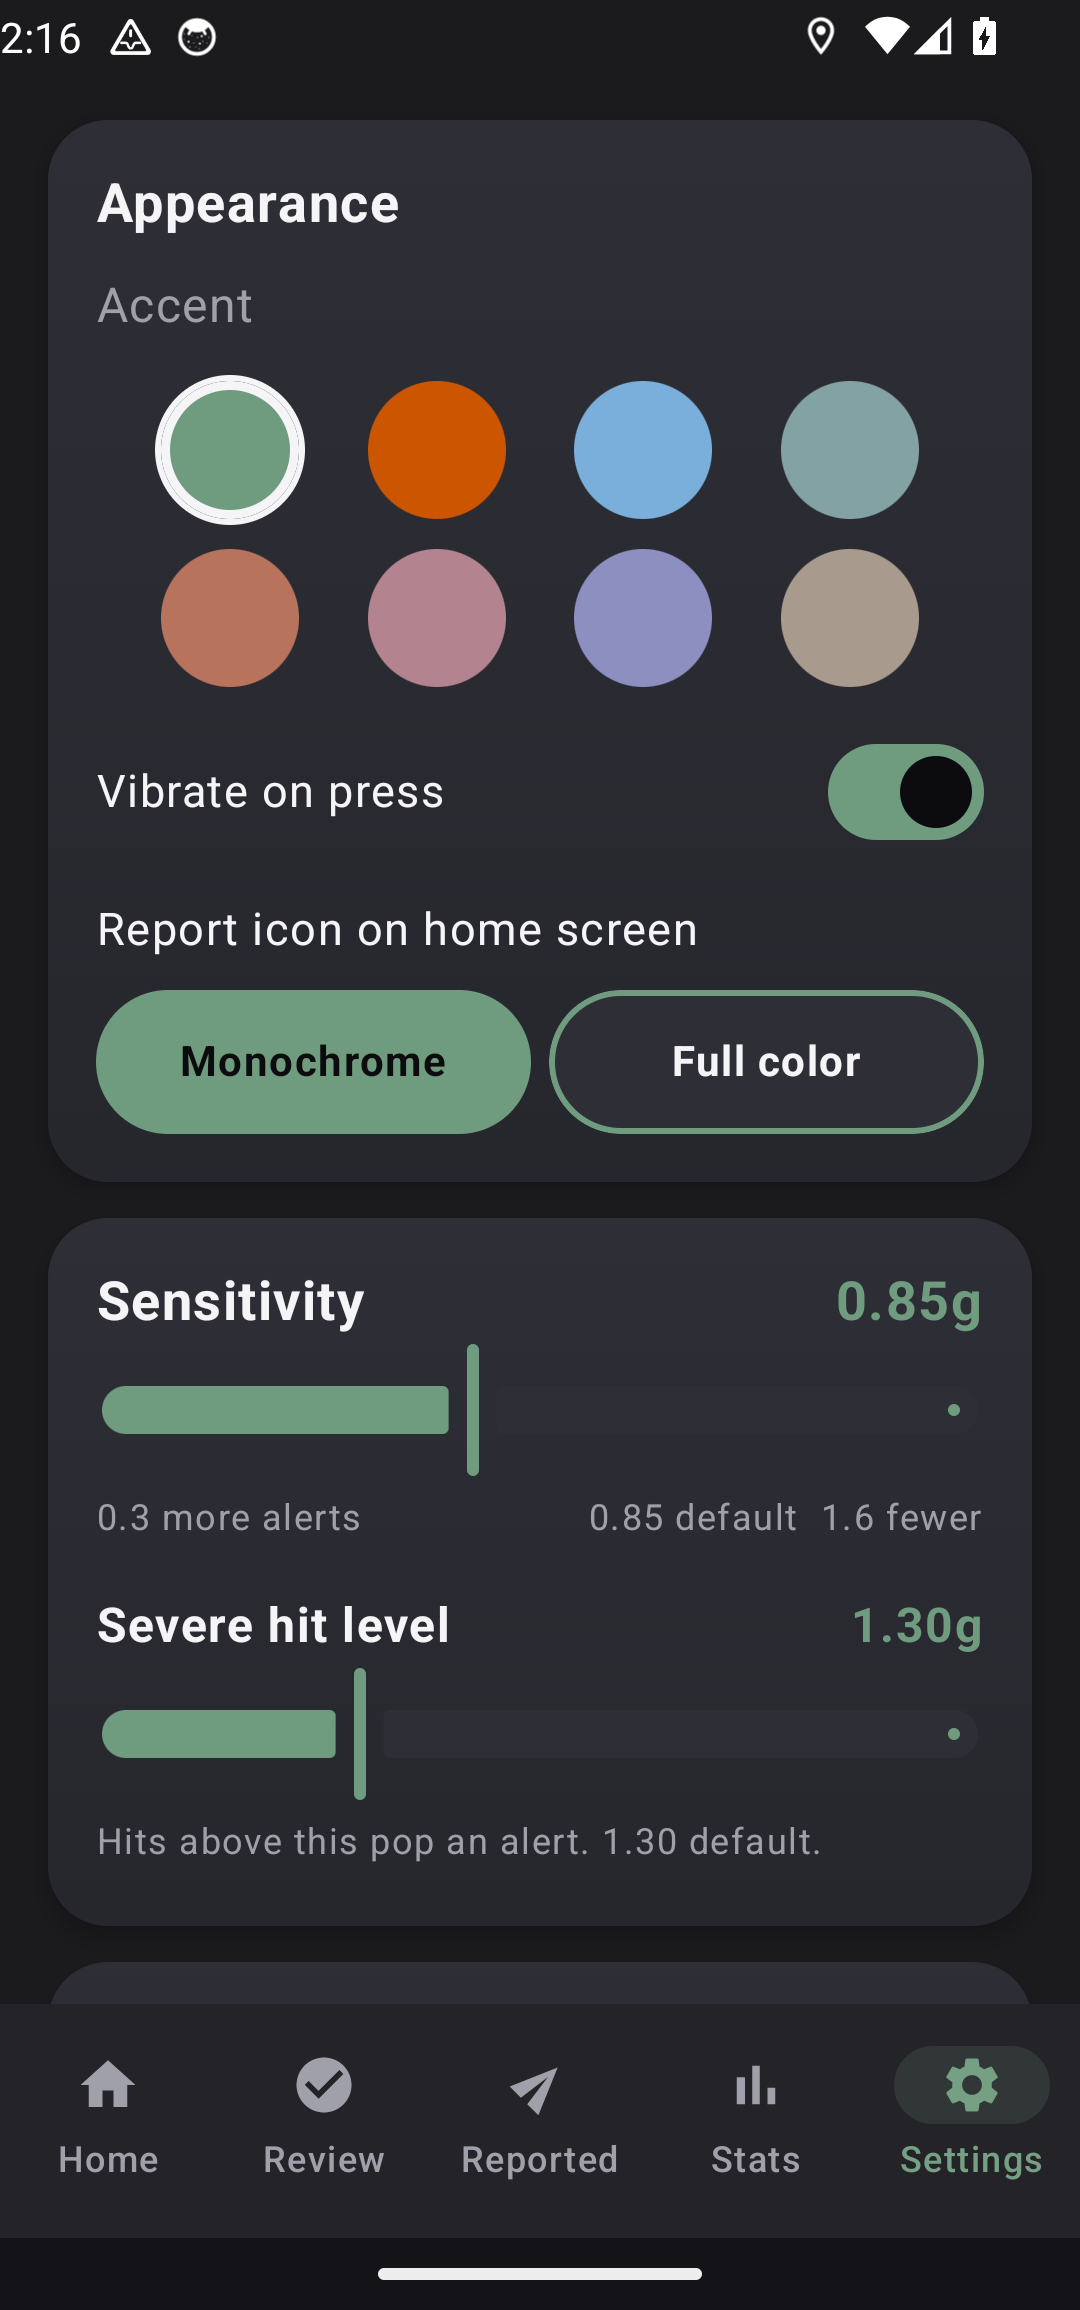 2:16
Appearance
Accent
Vibrate on press
Report icon on home screen
Monochrome Full color
Sensitivity 0.85g
0.3 more alerts 0.85 default 1.6 fewer
Severe hit level 1.30g
Hits above this pop an alert. 1.30 default.
Home Review Reported Stats Settings